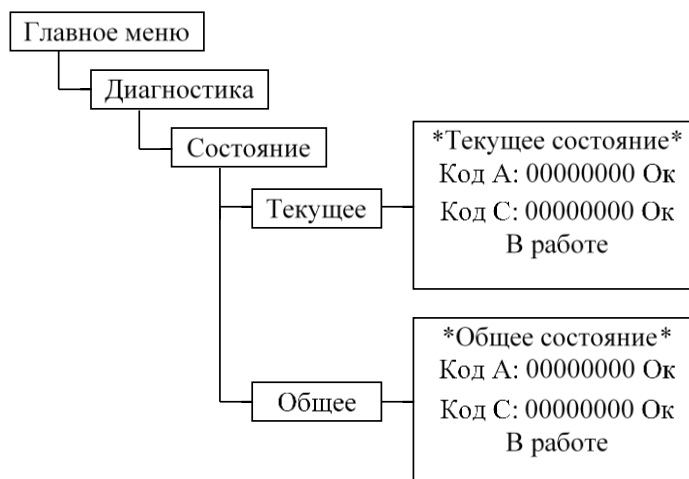 Главное меню
Диагностика
Состояние
Текущее
*Текущее состояние*
Код А: 00000000 Ок
Код С: 00000000 Ок
В работе
Общее
*Общее состояние*
Код А: 00000000 Ок
Код С: 00000000 Ок
В работе